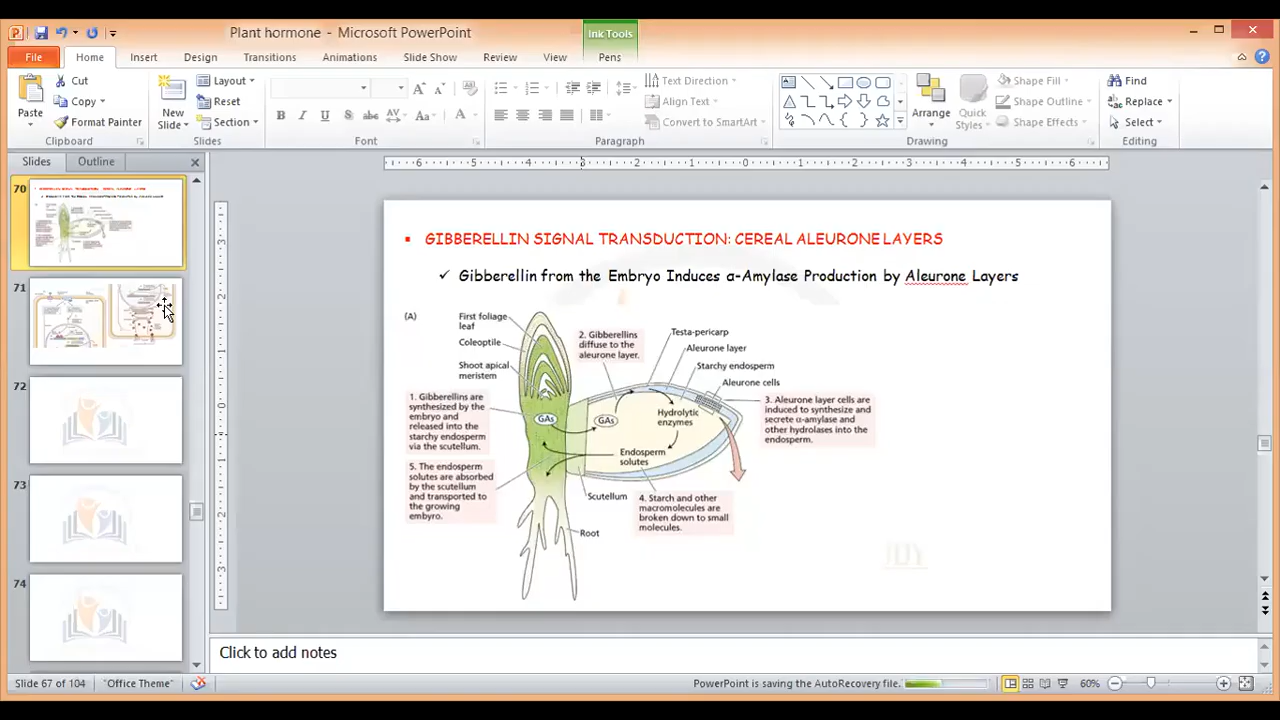 Plant hormone - Microsoft PowerPoint
Ink Tools
File
Home
Insert
Design
Transitions
Animations
Slide Show
Review
View
Pens
Paste
Cut
Copy
Format Painter
Clipboard
New
Slide
Layout
Reset
Section
Slides
Font
Text Direction
Align Text
Convert to SmartArt
Paragraph
Arrange
Quick
Styles
Shape Fill
Shape Outline
Shape Effects
Drawing
Find
Replace
Select
Editing
Slides
Outline
70
71
72
73
74
GIBBERELLIN SIGNAL TRANSDUCTION: CEREAL ALEURONE LAYERS
Gibberellin from the Embryo Induces α-Amylase Production by Aleurone Layers
(A)
First foliage
leaf
Coleoptile
Shoot apical
meristem
1. Gibberellins are
synthesized by the
embryo and
released into the
starchy endosperm
via the scutellum.
5. The endosperm
solutes are absorbed
by the scutellum
and transported to
the growing
embyro.
2. Gibberellins
diffuse to the
aleurone layer.
Testa-pericarp
Aleurone layer
Starchy endosperm
Aleurone cells
GAs
GAs
Hydrolytic
enzymes
Endosperm
solutes
3. Aleurone layer cells are
induced to synthesize and
secrete α-amylase and
other hydrolases into the
endosperm.
Scutellum
4. Starch and other
macromolecules are
broken down to small
molecules.
Root
JDY
Click to add notes
Slide 67 of 104
"Office Theme"
PowerPoint is saving the AutoRecovery file.
60%